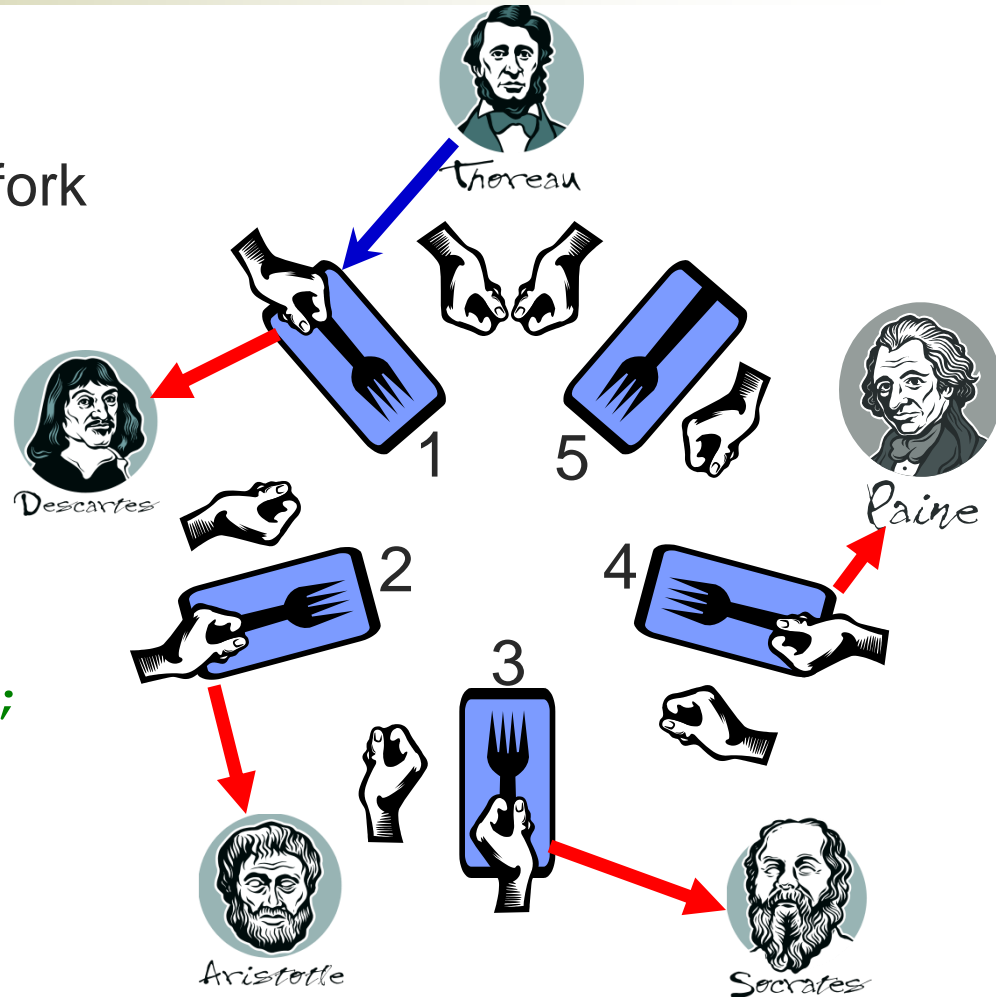 Thoreau
fork
Paine
1
5
Descartes
2
4
3
;
Aristotle
Socrates